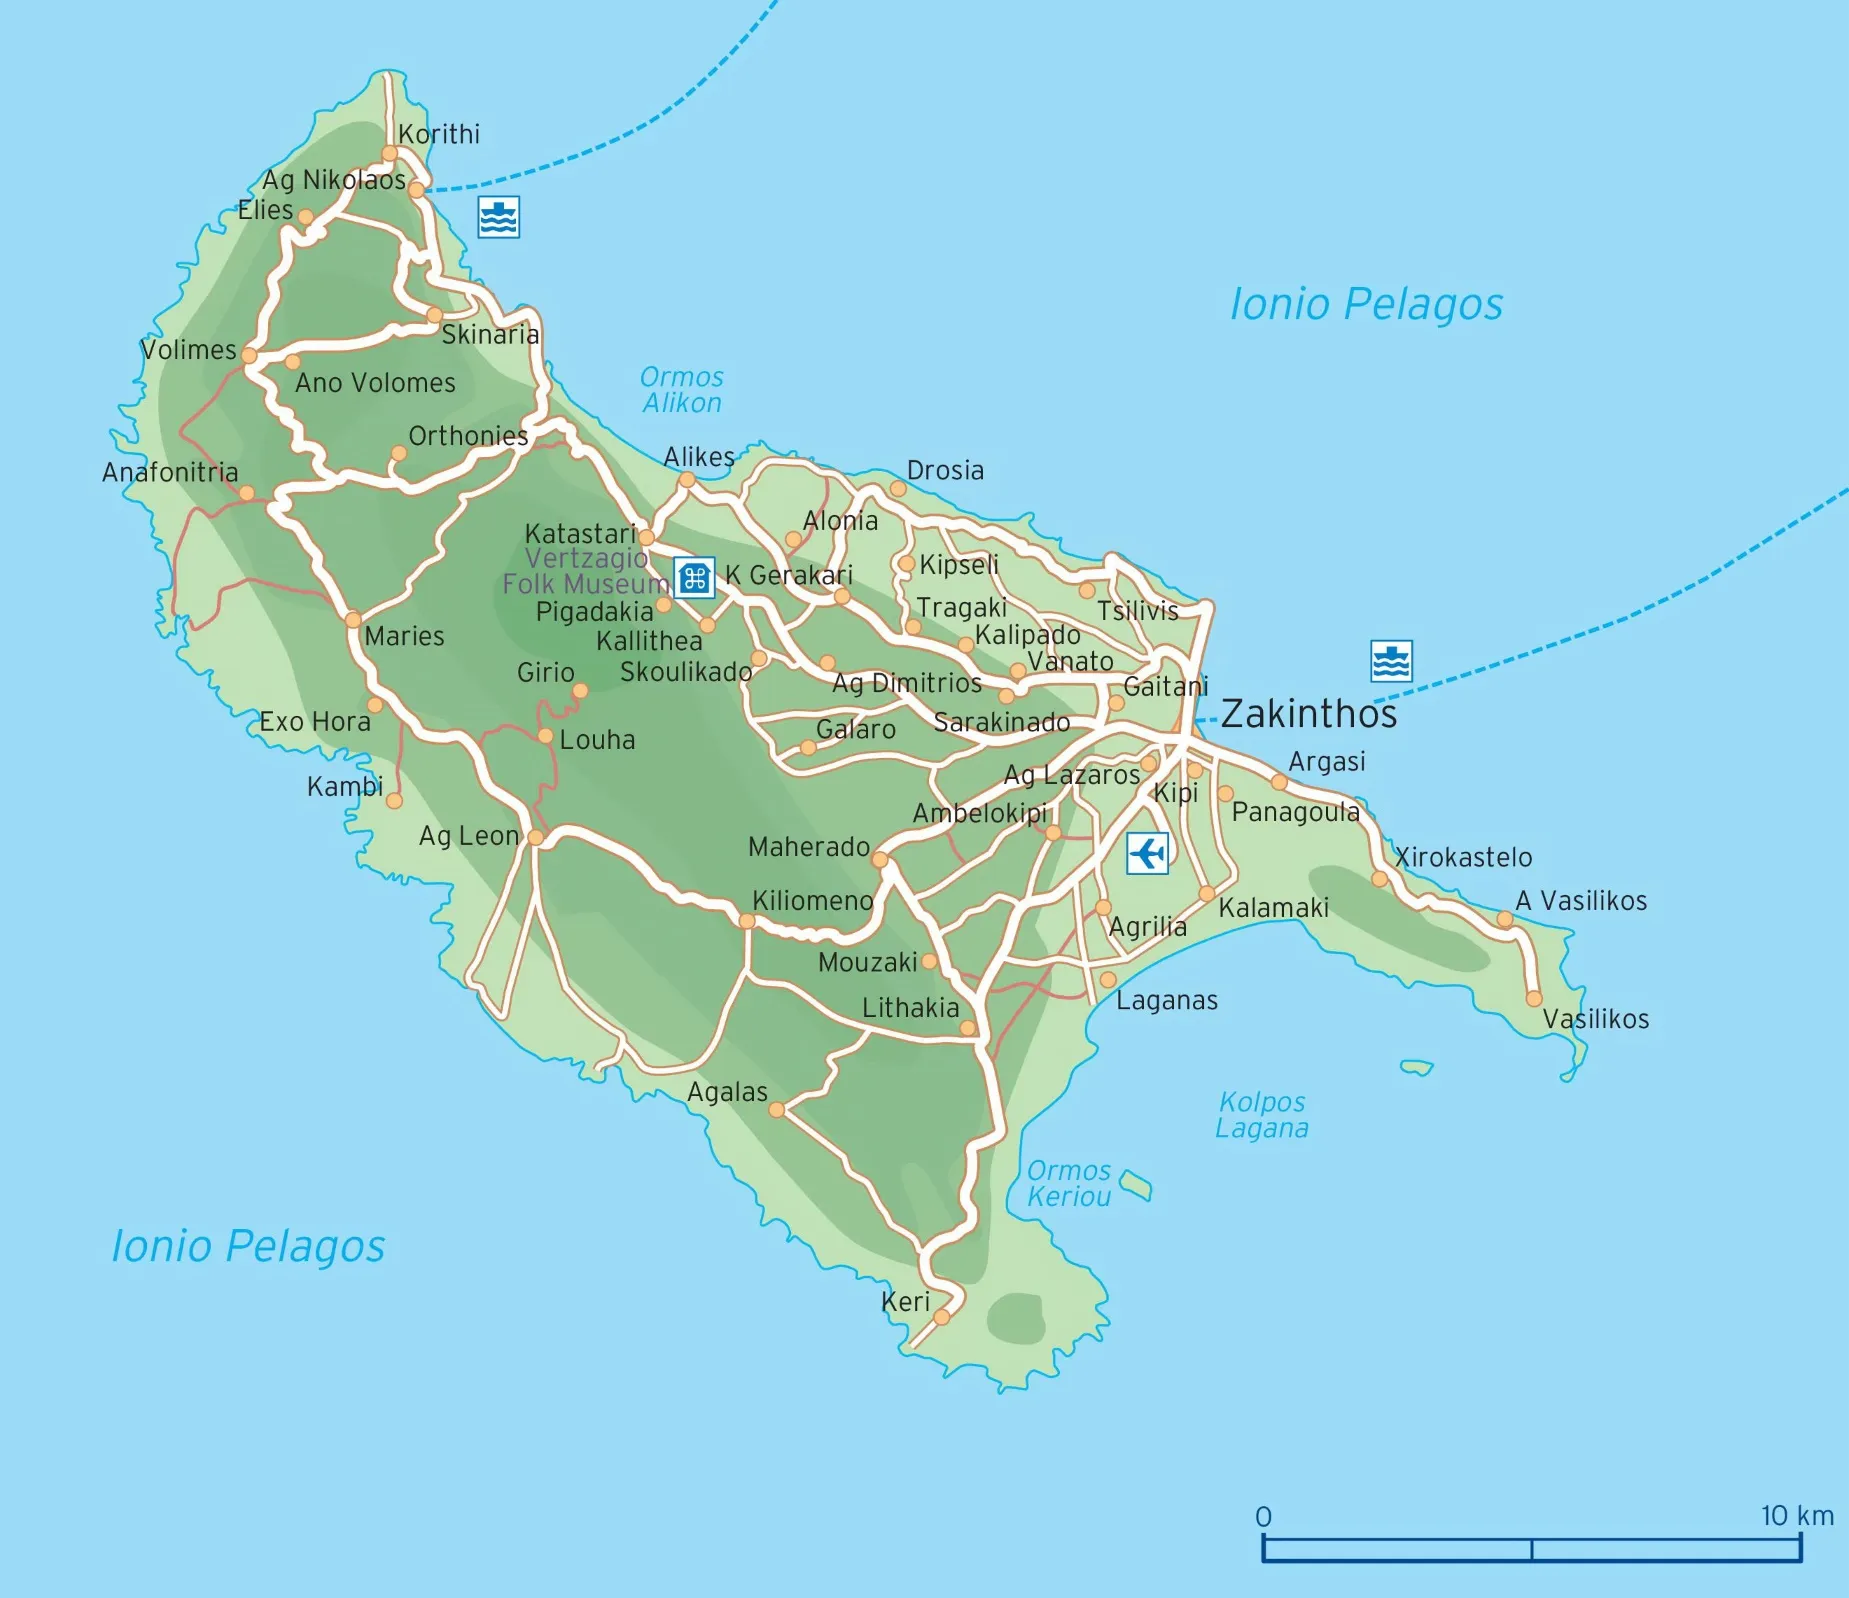 Korithi
Ag Nikolaos
Elies
Ionio Pelagos
Skinaria
Volimes
Ano Volomes
Ormos
Alikon
Orthonies
Alikes
Drosia
Anafonitria
Alonia
Katastari
Vertzagio
Folk Museum
K Gerakari
Kipseli
Pigadakia
Tragaki
Tsilivis
Maries
Kallithea
Kalipado
Girio
Skoulikado
Vanato
Ag Dimitrios
Gaitani
Exo Hora
Louha
Galaro
Sarakinado
Zakinthos
Kambi
Ag Lazaros
Argasi
Kipi
Ag Leon
Ambelokipi
Panagoula
Maherado
Xirokastelo
Kiliomeno
Kalamaki
A Vasilikos
Agrilia
Mouzaki
Lithakia
Laganas
Vasilikos
Agalas
Kolpos
Lagana
Ormos
Keriou
Ionio Pelagos
Keri
0 10 km